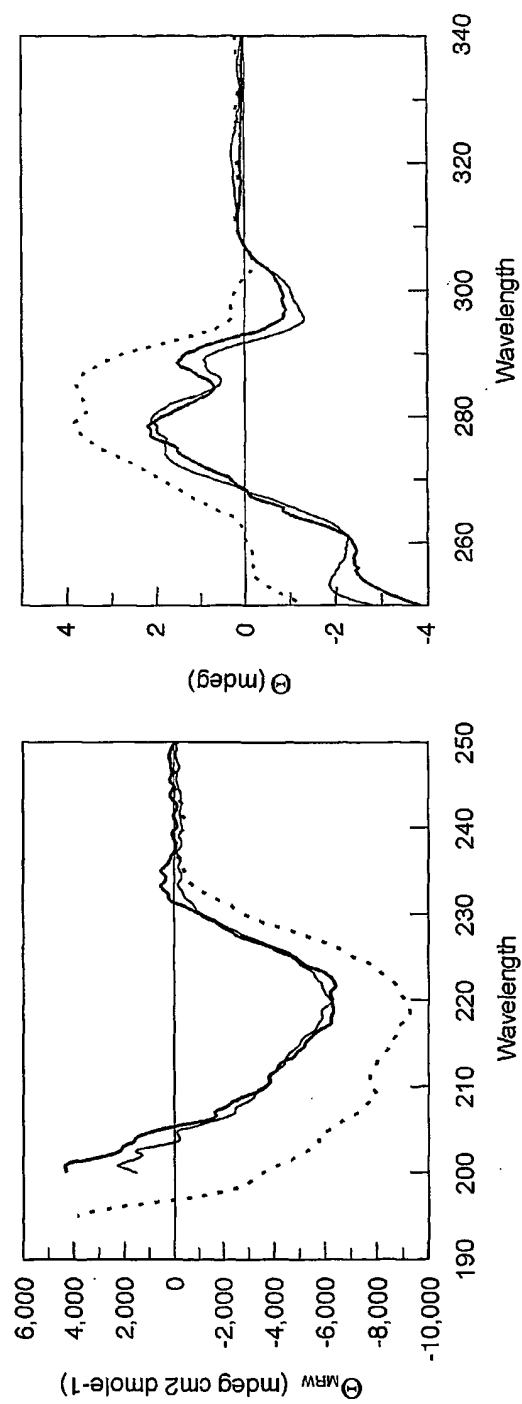 6,000
4,000
2,000
0
-2,000
-4,000
-6,000
-8,000
-10,000
ΘMRW (mdeg cm2 dmole-1)
190 200 210 220 230 240 250
Wavelength
4
2
0
-2
-4
Θ (mdeg)
260 280 300 320 340
Wavelength